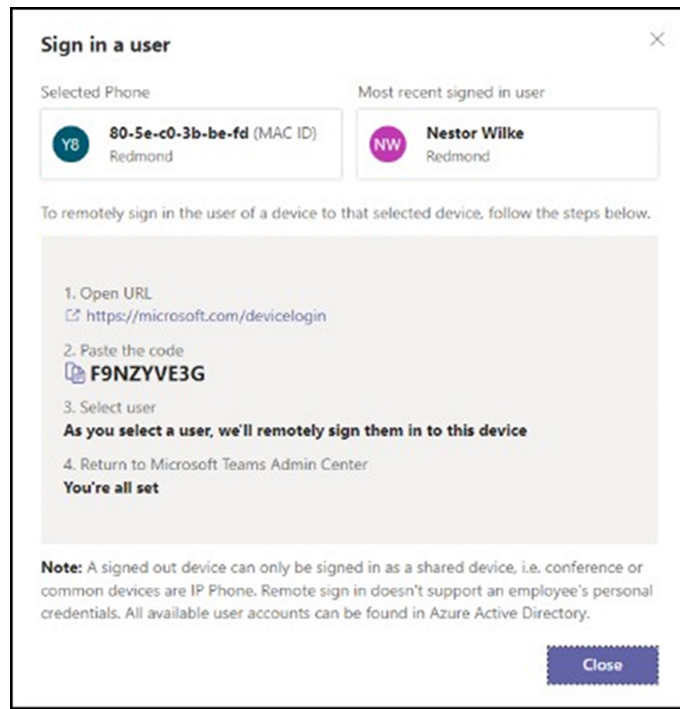 Sign in a user
Selected Phone
Most recent signed in user
Y8
80-5e-c0-3b-be-fd (MAC ID)
Redmond
NW
Nestor Wilke
Redmond
To remotely sign in the user of a device to that selected device, follow the steps below.
1. Open URL
https://microsoft.com/devicelogin
2. Paste the code
F9NZYVE3G
3. Select user
As you select a user, we'll remotely sign them in to this device
4. Return to Microsoft Teams Admin Center
You're all set
Note: A signed out device can only be signed in as a shared device, i.e. conference or
common devices are IP Phone. Remote sign in doesn't support an employee's personal
credentials. All available user accounts can be found in Azure Active Directory.
Close